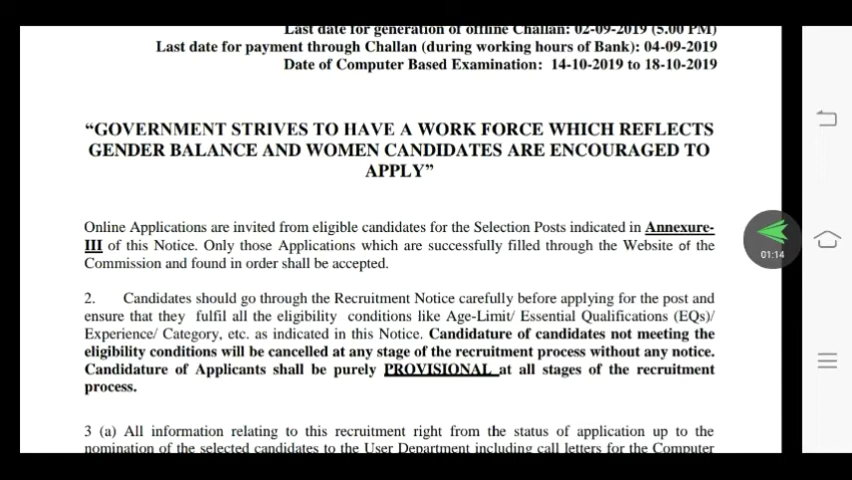 Last date for generation of offline Challan: 02-09-2019 (5.00 PM)
Last date for payment through Challan (during working hours of Bank): 04-09-2019
Date of Computer Based Examination: 14-10-2019 to 18-10-2019
“GOVERNMENT STRIVES TO HAVE A WORK FORCE WHICH REFLECTS
GENDER BALANCE AND WOMEN CANDIDATES ARE ENCOURAGED TO
APPLY”
Online Applications are invited from eligible candidates for the Selection Posts indicated in Annexure-
III of this Notice. Only those Applications which are successfully filled through the Website of the
Commission and found in order shall be accepted.
2. Candidates should go through the Recruitment Notice carefully before applying for the post and
ensure that they fulfil all the eligibility conditions like Age-Limit/ Essential Qualifications (EQs)/
Experience/ Category, etc. as indicated in this Notice. Candidature of candidates not meeting the
eligibility conditions will be cancelled at any stage of the recruitment process without any notice.
Candidature of Applicants shall be purely PROVISIONAL at all stages of the recruitment
process.
3 (a) All information relating to this recruitment right from the status of application up to the
nomination of the selected candidates to the User Department including call letters for the Computer
01:14